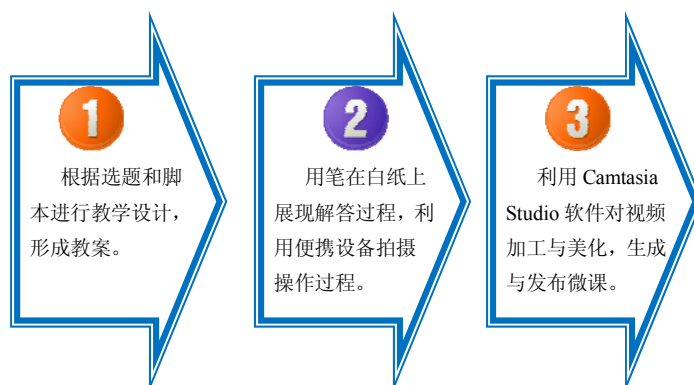 1
根据选题和脚
本进行教学设计，
形成教案。
2
用笔在白纸上
展现解答过程，利
用便携设备拍摄
操作过程。
3
利用 Camtasia
Studio 软件对视频
加工与美化，生成
与发布微课。